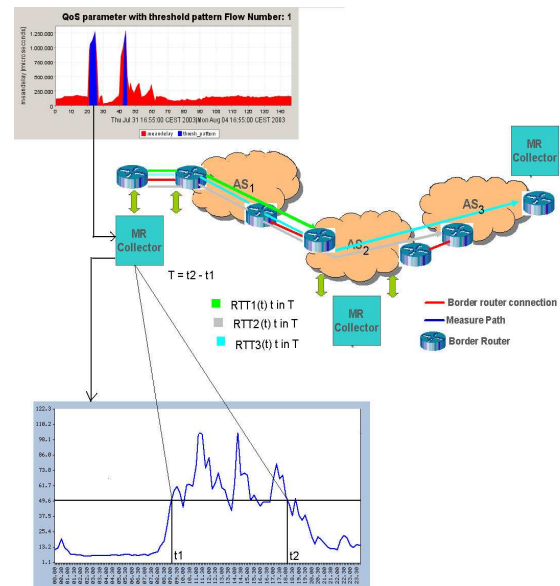 QoS parameter with threshold pattern Flow Number: 1
meandelay [microseconds]
1.200.000
1.000.000
800.000
600.000
400.000
200.000
0
0 10 20 30 40 50 60 70 80 90 100 110 120 130 140
Thu Jul 31 16:55:00 CEST 2003(Mon Aug 04 16:55:00 CEST 2003
meandelay thresh_pattern
MR Collector
AS1
AS3
MR Collector
AS2
T = t2 - t1
MR Collector
RTT1(t) t in T
RTT2(t) t in T
RTT3(t) t in T
Border router connection
Measure Path
Border Router
122.3
110.2
98.1
85.9
73.8
61.7
49.6
37.5
25.4
13.2
1.1
t1
t2